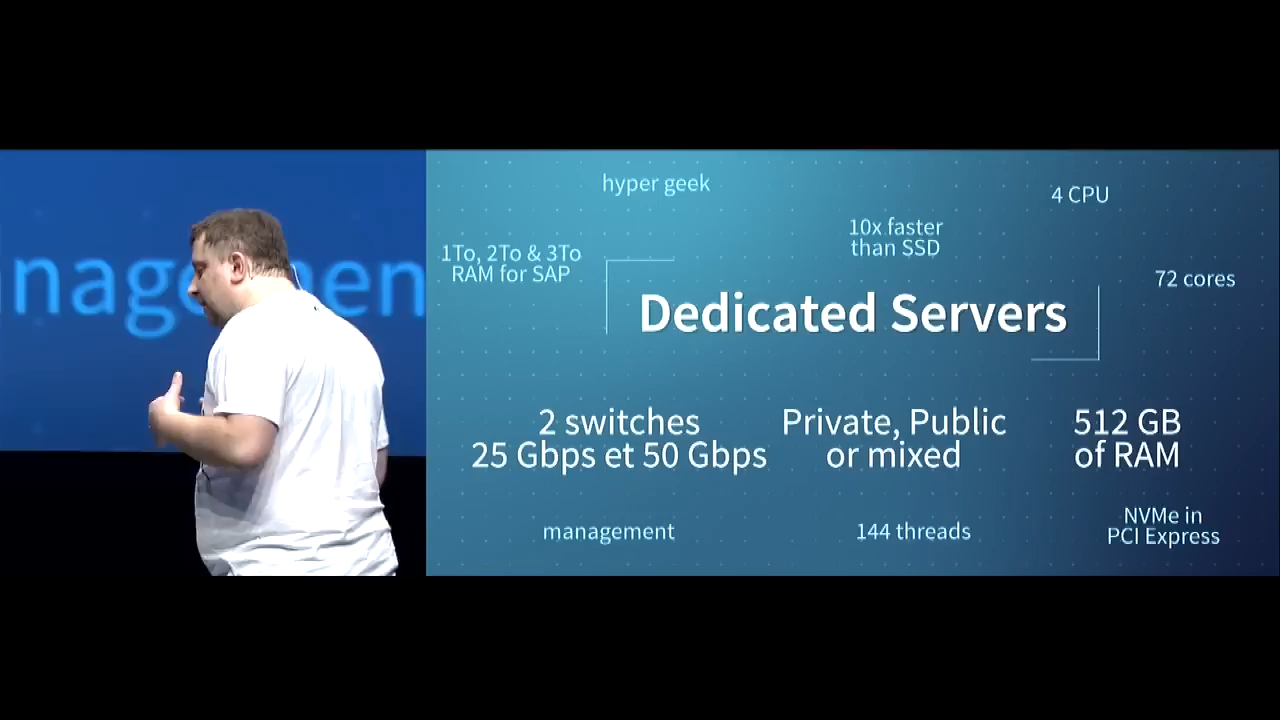 nagemen
hyper geek
4 CPU
10x faster
than SSD
1To, 2To & 3To
RAM for SAP
72 cores
Dedicated Servers
2 switches
25 Gbps et 50 Gbps
Private, Public
or mixed
512 GB
of RAM
management
144 threads
NVMe in
PCI Express